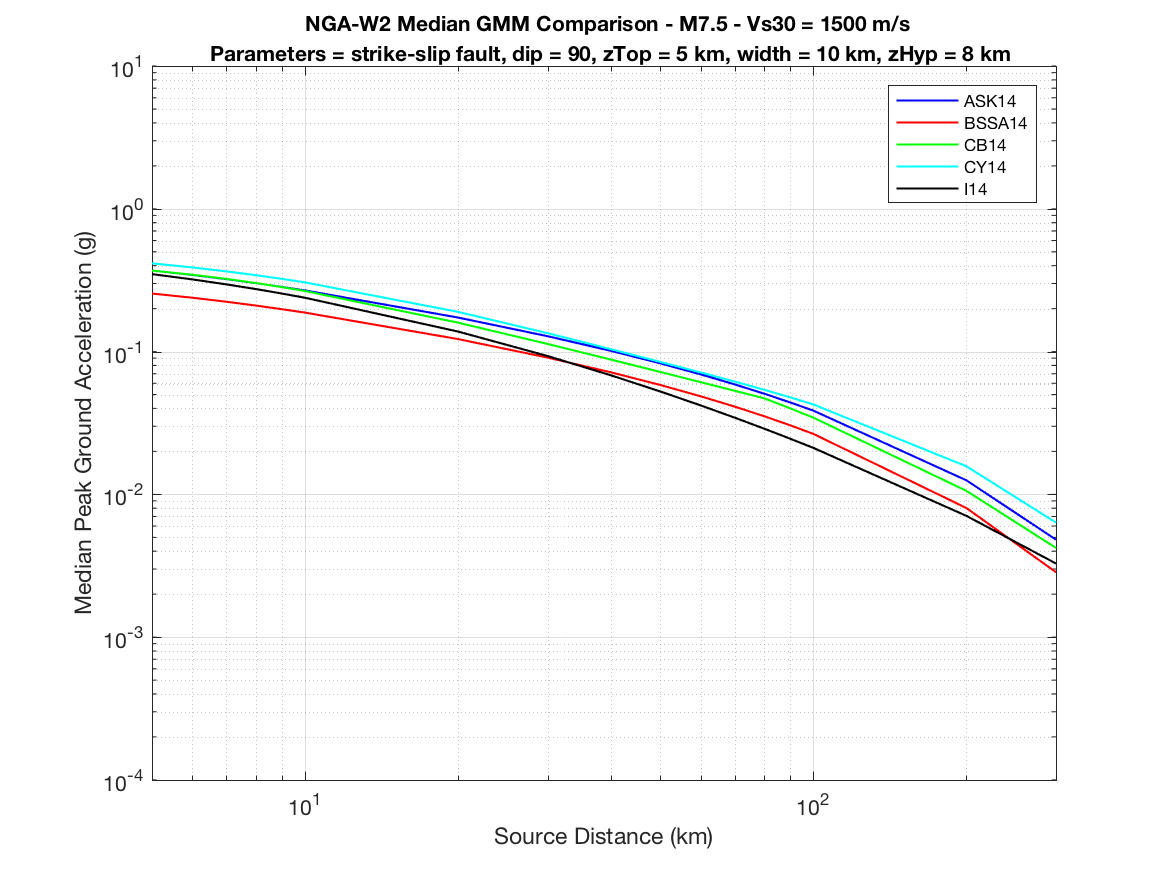 NGA-W2 Median GMM Comparison - M7.5 - Vs30 = 1500 m/s
Parameters = strike-slip fault, dip = 90, zTop = 5 km, width = 10 km, zHyp = 8 km
10^1
10^0
10^-1
10^-2
10^-3
10^-4
Median Peak Ground Acceleration (g)
ASK14
BSSA14
CB14
CY14
I14
10^1
10^2
Source Distance (km)